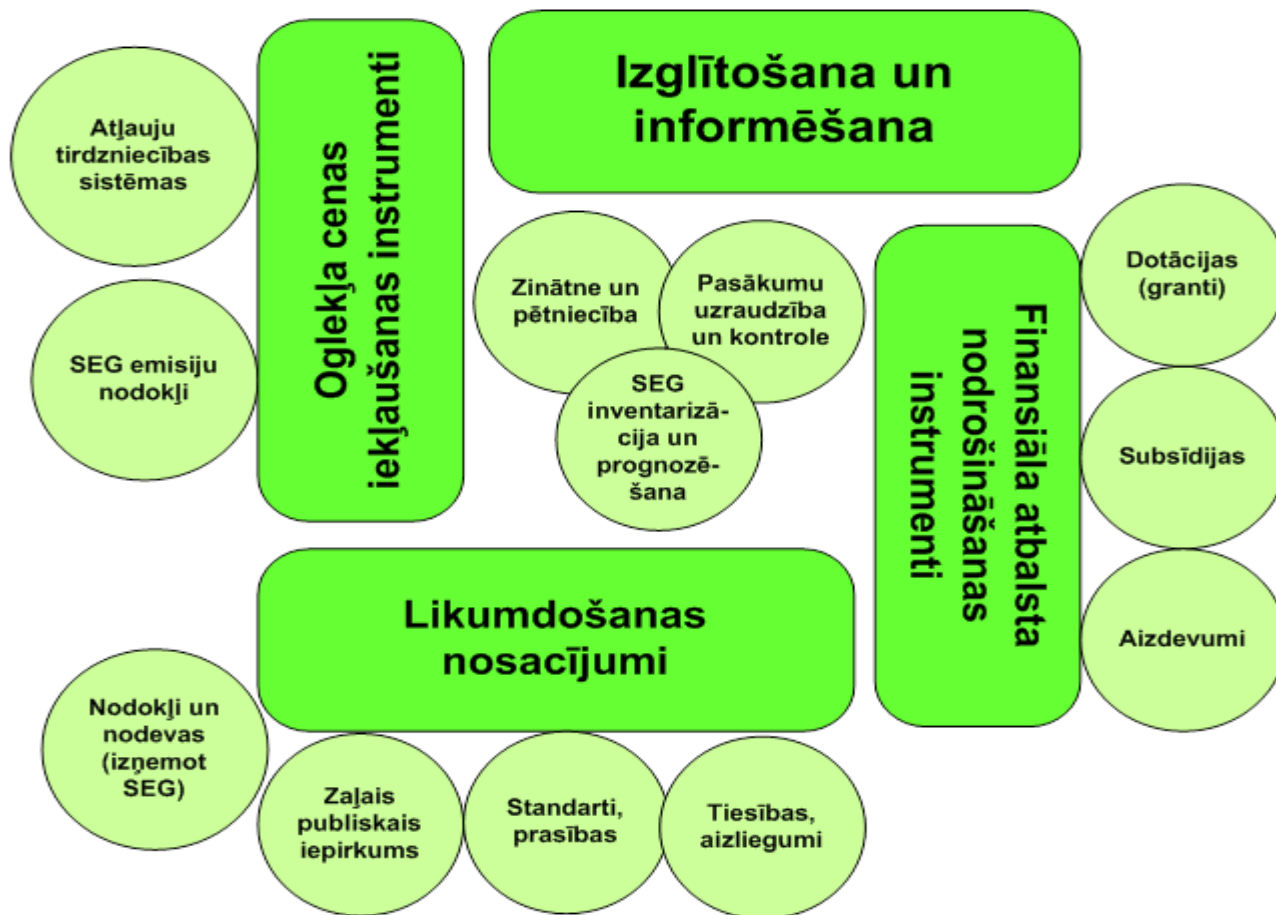 Atļauju
tirdzniecības
sistēmas
SEG emisiju
nodokļi
Oglekļa cenas
iekļaušanas instrumenti
Izglītošana un
informēšana
Zinātne un
pētniecība
Pasākumu
uzraudzība
un kontrole
SEG
inventarizā-
cija un
prognozē-
šana
Finansiāla atbalsta
nodrošināšanas
instrumenti
Dotācijas
(granti)
Subsīdijas
Aizdevumi
Likumdošanas
nosacījumi
Nodokļi un
nodevas
(izņemot
SEG)
Zaļais
publiskais
iepirkums
Standarti,
prasības
Tiesības,
aizliegumi